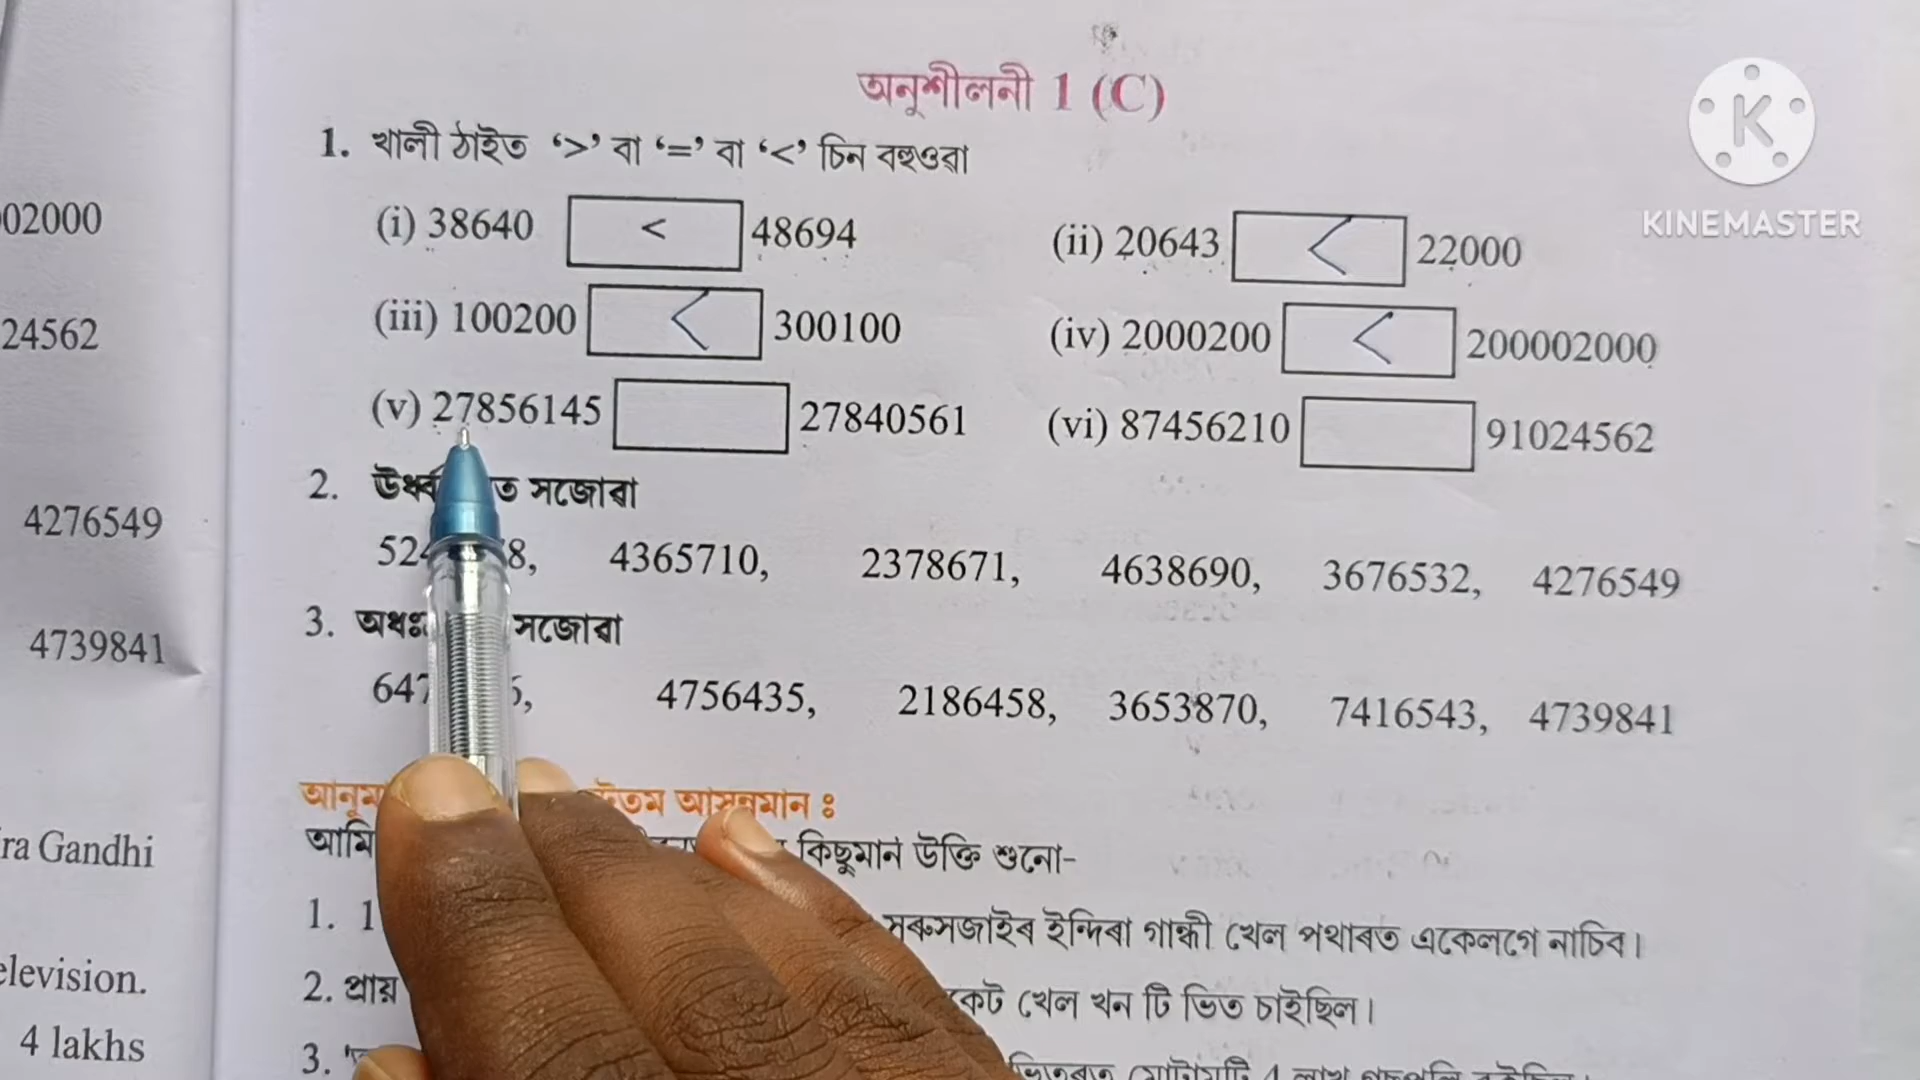 অনুশীলনী 1 (C)
K
KINEMASTER
1. খালী ঠাইত ‘>’ বা ‘=’ বা ‘<’ চিন বহুওৱা
02000
(i) 38640 < 48694 (ii) 20643 < 22000
24562
(iii) 100200 < 300100 (iv) 2000200 < 200002000
(v) 27856145 27840561 (vi) 87456210 91024562
4276549
2. সজোৱা
4365710, 2378671, 4638690, 3676532, 4276549
4739841
3. সজোৱা
4756435, 2186458, 3653870, 7416543, 4739841
আসন্নমান :
ra Gandhi
আমি কিছুমান উক্তি শুনো-
1. 1 সৰুসজাইৰ ইন্দিৰা গান্ধী খেল পথাৰত একেলগে নাচিব।
elevision.
2. প্ৰায় খেল খন টি ভিত চাইছিল।
4 lakhs
3. 4 লাখ